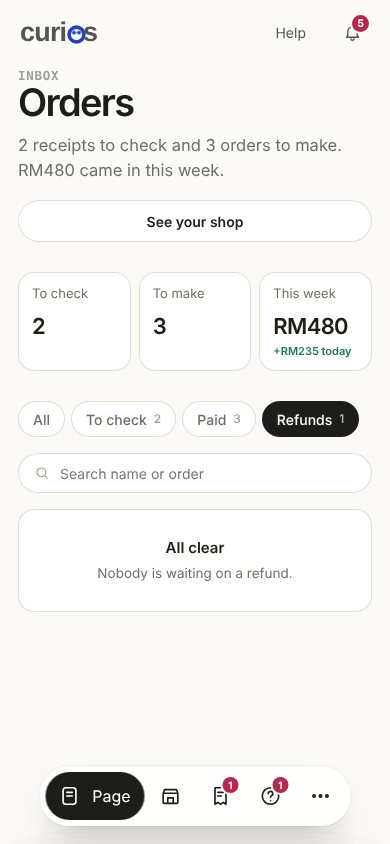 curios
Help
5
INBOX
Orders
2 receipts to check and 3 orders to make.
RM480 came in this week.
See your shop
To check
2
To make
3
This week
RM480
+RM235 today
All
To check 2
Paid 3
Refunds 1
Search name or order
All clear
Nobody is waiting on a refund.
Page
1
1